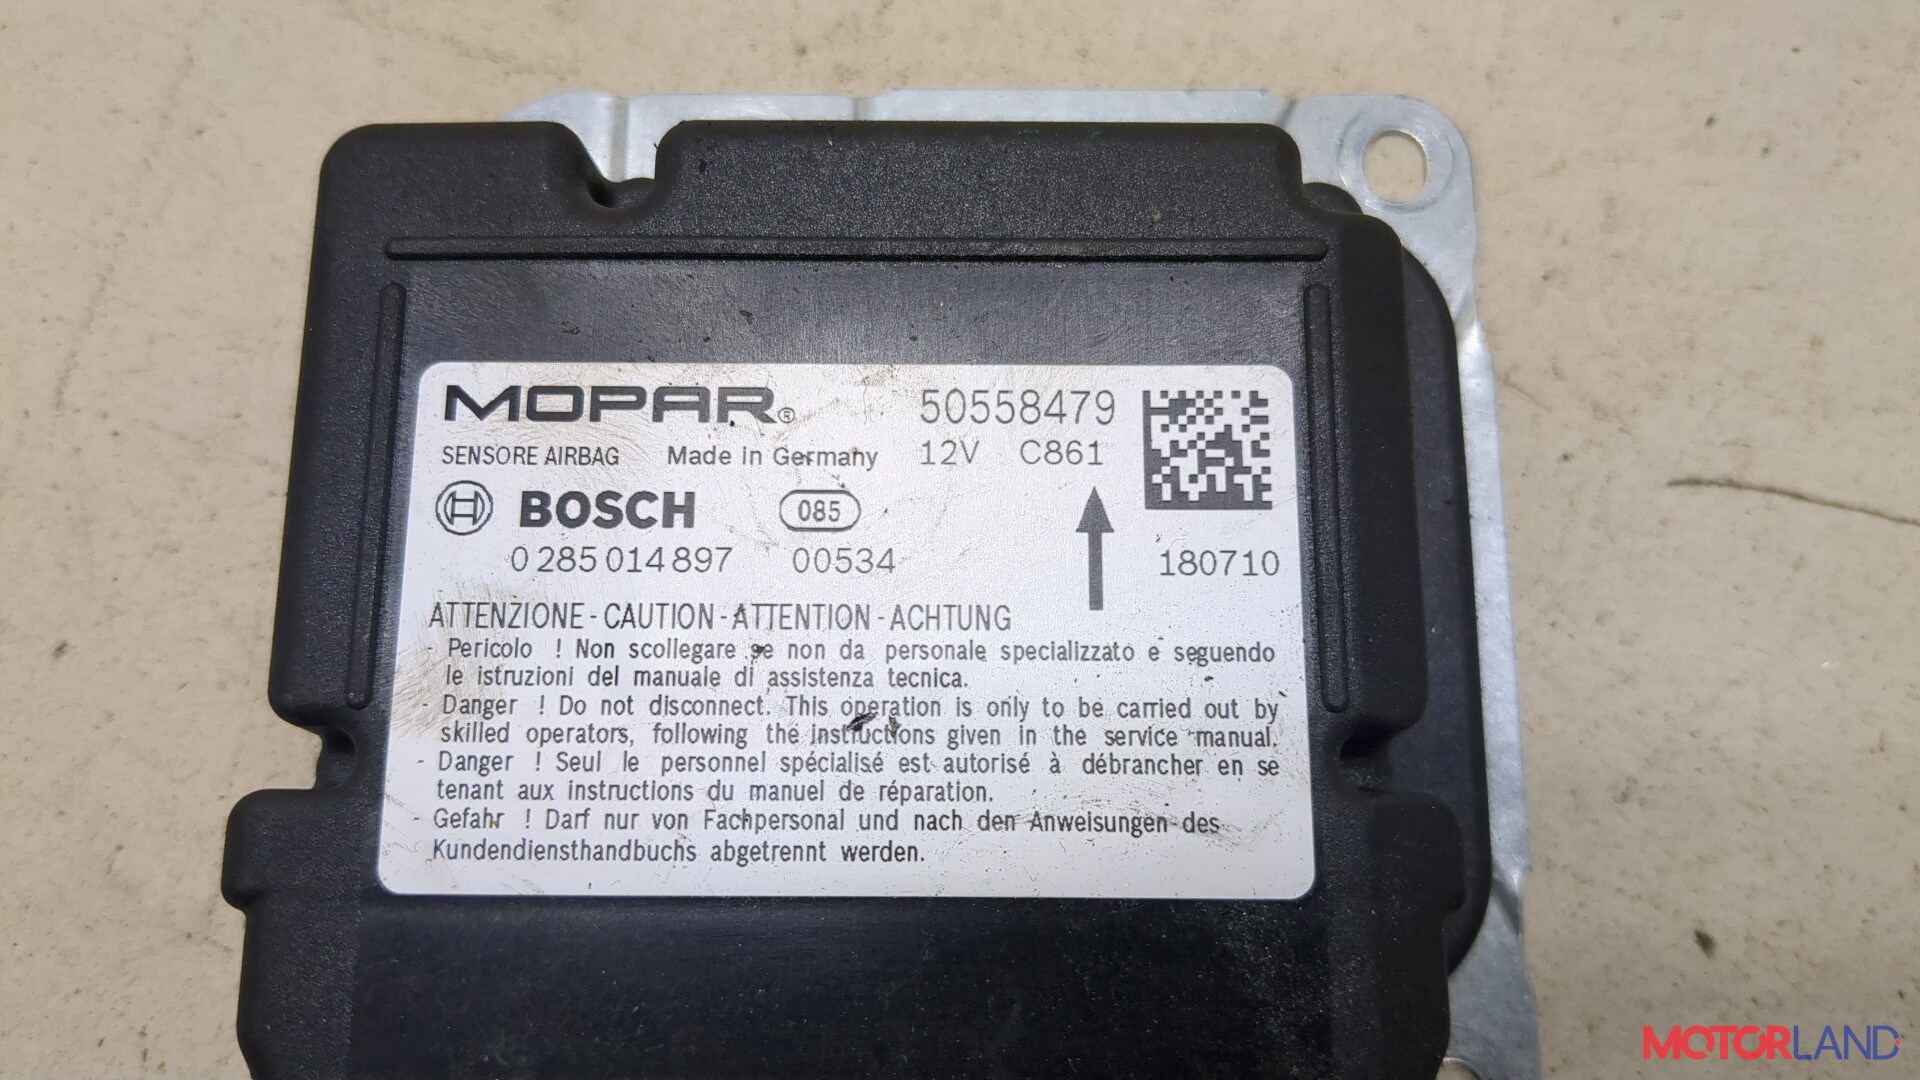 MOPAR® 50558479
SENSORE AIRBAG Made in Germany 12V C861
BOSCH 085
0 285 014 897 00534 180710
ATTENZIONE - CAUTION - ATTENTION - ACHTUNG
- Pericolo ! Non scollegare se non da personale specializzato e seguendo
le istruzioni del manuale di assistenza tecnica.
- Danger ! Do not disconnect. This operation is only to be carried out by
skilled operators, following the instructions given in the service manual.
- Danger ! Seul le personnel spécialisé est autorisé à débrancher en se
tenant aux instructions du manuel de réparation.
- Gefahr ! Darf nur von Fachpersonal und nach den Anweisungen des
Kundendiensthandbuchs abgetrennt werden.
MOTORLAND